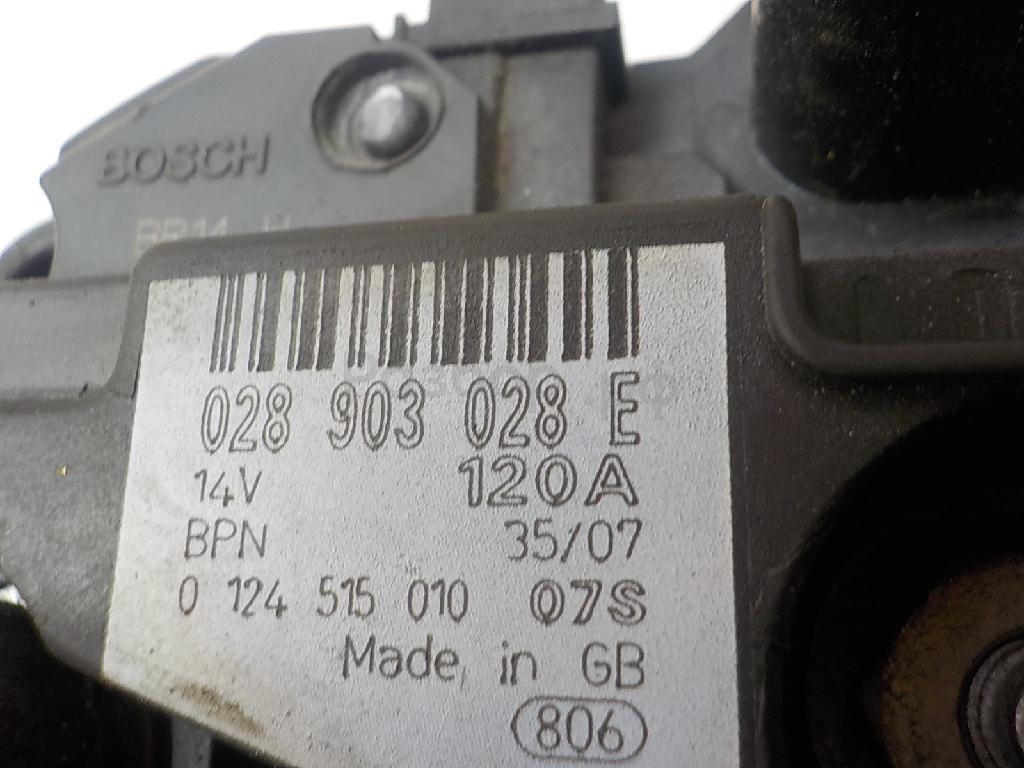 BOSCH
028 903 028 E
14V 120A
BPN 35/07
0 124 515 010 07S
Made in GB
806